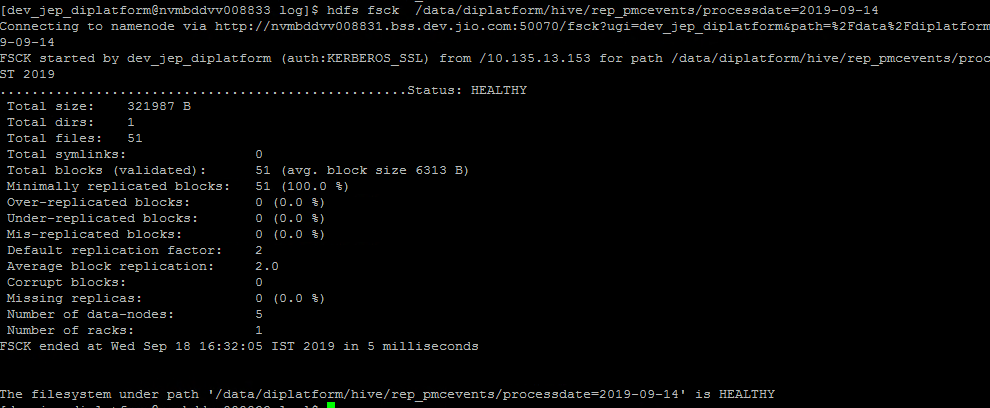 [dev_jep_diplatform@nvmbddvv008833 log]$ hdfs fsck  /data/diplatform/hive/rep_pmcevents/processdate=2019-09-14
Connecting to namenode via http://nvmbddvv008831.bss.dev.jio.com:50070/fsck?ugi=dev_jep_diplatform&path=%2Fdata%2Fdiplatform
9-09-14
FSCK started by dev_jep_diplatform (auth:KERBEROS_SSL) from /10.135.13.153 for path /data/diplatform/hive/rep_pmcevents/proc
ST 2019
...................................................Status: HEALTHY
Total size:    321987 B
Total dirs:    1
Total files:   51
Total symlinks:                0
Total blocks (validated):      51 (avg. block size 6313 B)
Minimally replicated blocks:   51 (100.0 %)
Over-replicated blocks:        0 (0.0 %)
Under-replicated blocks:       0 (0.0 %)
Mis-replicated blocks:         0 (0.0 %)
Default replication factor:    2
Average block replication:     2.0
Corrupt blocks:                0
Missing replicas:              0 (0.0 %)
Number of data-nodes:          5
Number of racks:               1
FSCK ended at Wed Sep 18 16:32:05 IST 2019 in 5 milliseconds
The filesystem under path '/data/diplatform/hive/rep_pmcevents/processdate=2019-09-14' is HEALTHY